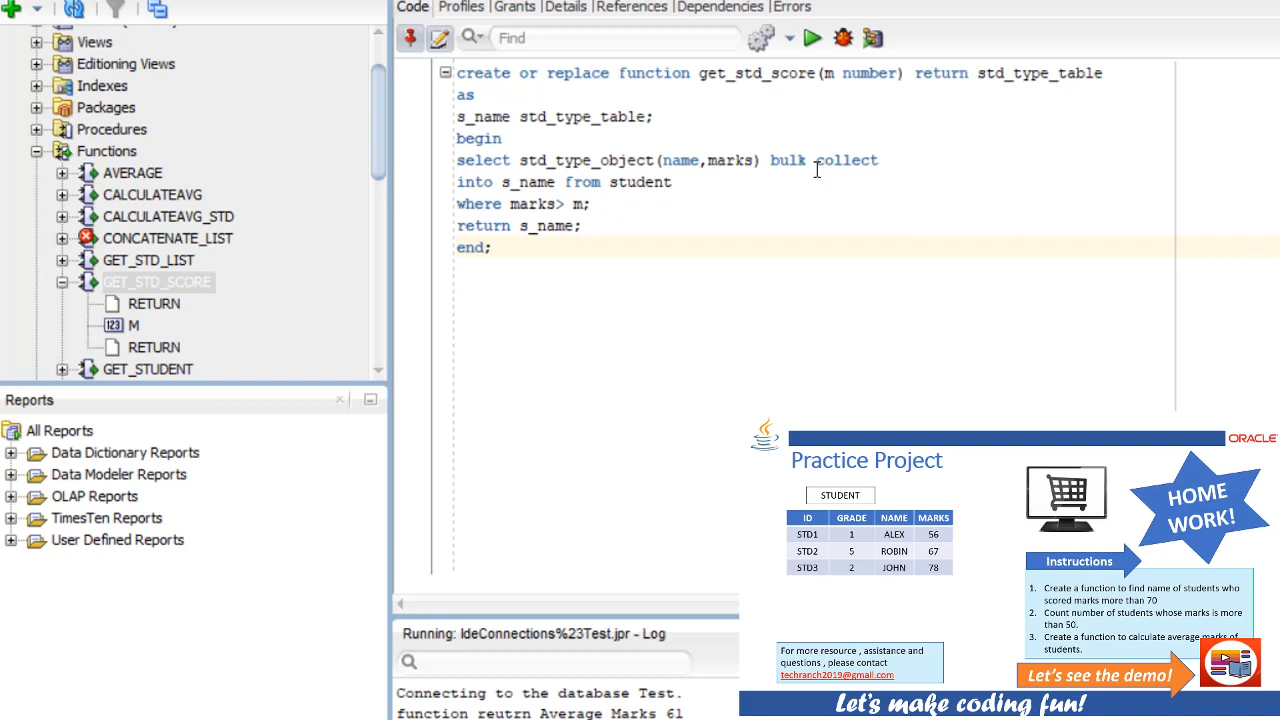 Code Profiles Grants Details References Dependencies Errors
Find
Views
Editioning Views
Indexes
Packages
Procedures
Functions
AVERAGE
CALCULATEAVG
CALCULATEAVG_STD
CONCATENATE_LIST
GET_STD_LIST
GET_STD_SCORE
RETURN
M
RETURN
GET_STUDENT
create or replace function get_std_score(m number) return std_type_table
as
s_name std_type_table;
begin
select std_type_object(name,marks) bulk collect
into s_name from student
where marks> m;
return s_name;
end;
Reports
All Reports
Data Dictionary Reports
Data Modeler Reports
OLAP Reports
TimesTen Reports
User Defined Reports
Running: IdeConnections%23Test.jpr - Log
Connecting to the database Test.
function reutrn Average Marks 61
ORACLE
Practice Project
STUDENT
ID GRADE NAME MARKS
STD1 1 ALEX 56
STD2 5 ROBIN 67
STD3 2 JOHN 78
HOME
WORK!
Instructions
1. Create a function to find name of students who
scored marks more than 70
2. Count number of students whose marks is more
than 50.
3. Create a function to calculate average marks of
students.
For more resource , assistance and
questions , please contact
techranch2019@gmail.com
Let's see the demo!
Let's make coding fun!